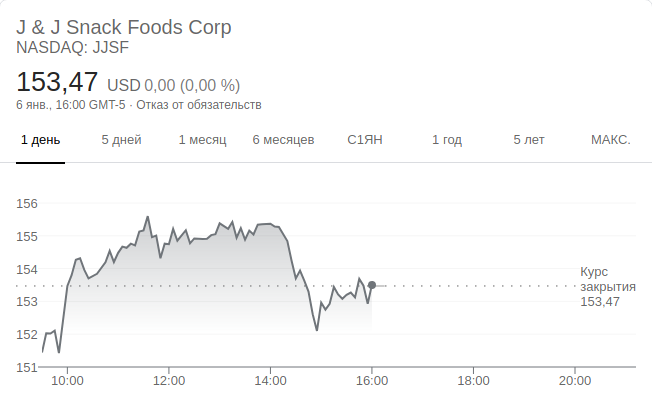 J & J Snack Foods Corp
NASDAQ: JJSF
153,47 USD 0,00 (0,00 %)
6 янв., 16:00 GMT-5 · Отказ от обязательств
1 день 5 дней 1 месяц 6 месяцев С1ЯН 1 год 5 лет МАКС.
156
155
154
153
152
151
Курс
закрытия
153,47
10:00 12:00 14:00 16:00 18:00 20:00